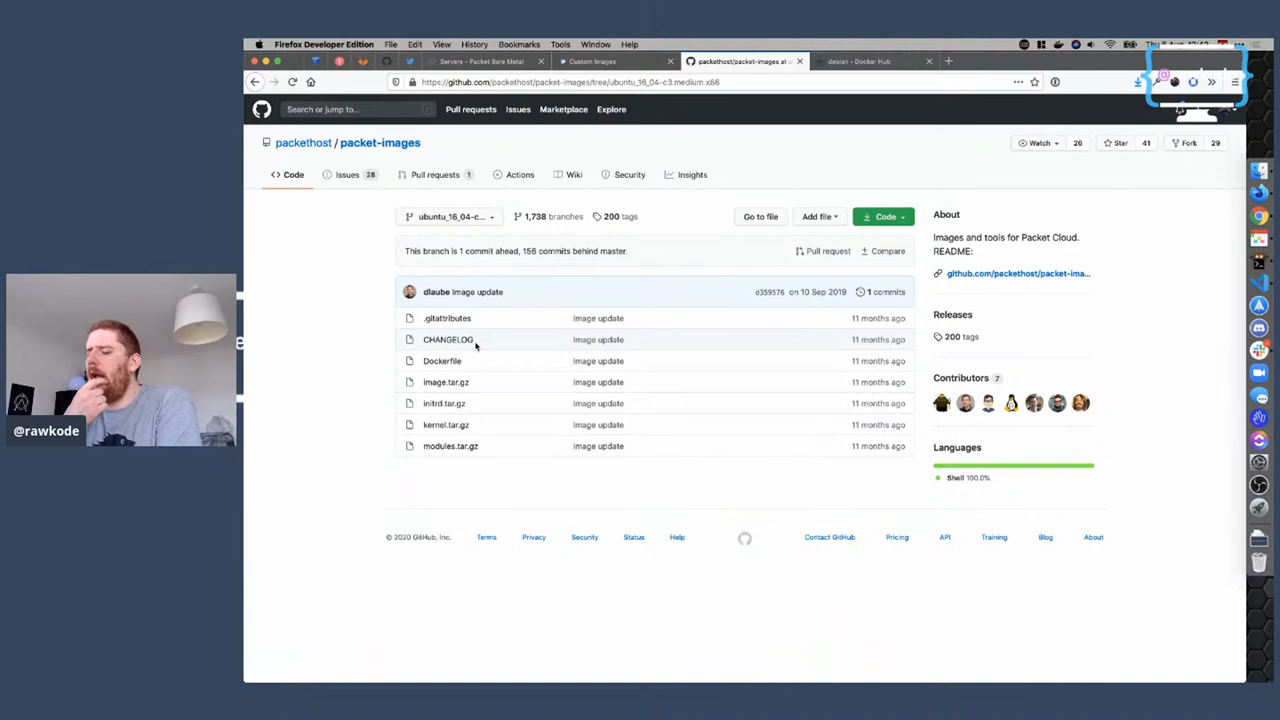 Firefox Developer Edition File Edit View History Bookmarks Tools Window Help
Servers - Packet Bare Metal
Custom Images
packethost/packet-images at u
debian - Docker Hub
https://github.com/packethost/packet-images/tree/ubuntu_16_04-c3.medium.x86
Search or jump to...
Pull requests Issues Marketplace Explore
packethost / packet-images
Watch 26 Star 41 Fork 29
Code Issues 28 Pull requests 1 Actions Wiki Security Insights
ubuntu_16_04-c... 1,738 branches 200 tags
Go to file Add file Code
This branch is 1 commit ahead, 156 commits behind master.
Pull request Compare
dlaube Image update d359576 on 10 Sep 2019 1 commits
.gitattributes Image update 11 months ago
CHANGELOG Image update 11 months ago
Dockerfile Image update 11 months ago
image.tar.gz Image update 11 months ago
initrd.tar.gz Image update 11 months ago
kernel.tar.gz Image update 11 months ago
modules.tar.gz Image update 11 months ago
About
Images and tools for Packet Cloud.
README:
github.com/packethost/packet-ima...
Releases
200 tags
Contributors 7
Languages
Shell 100.0%
© 2020 GitHub, Inc. Terms Privacy Security Status Help Contact GitHub Pricing API Training Blog About
@rawkode